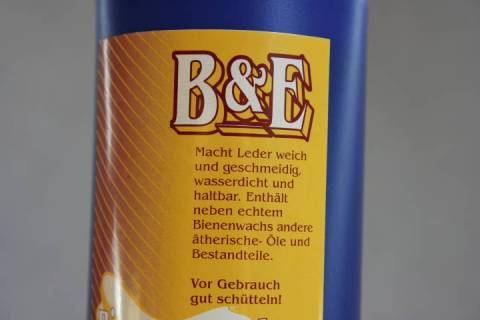 B&E
Macht Leder weich
und geschmeidig,
wasserdicht und
haltbar. Enthält
neben echtem
Bienenwachs andere
ätherische- Öle und
Bestandteile.
Vor Gebrauch
gut schütteln!